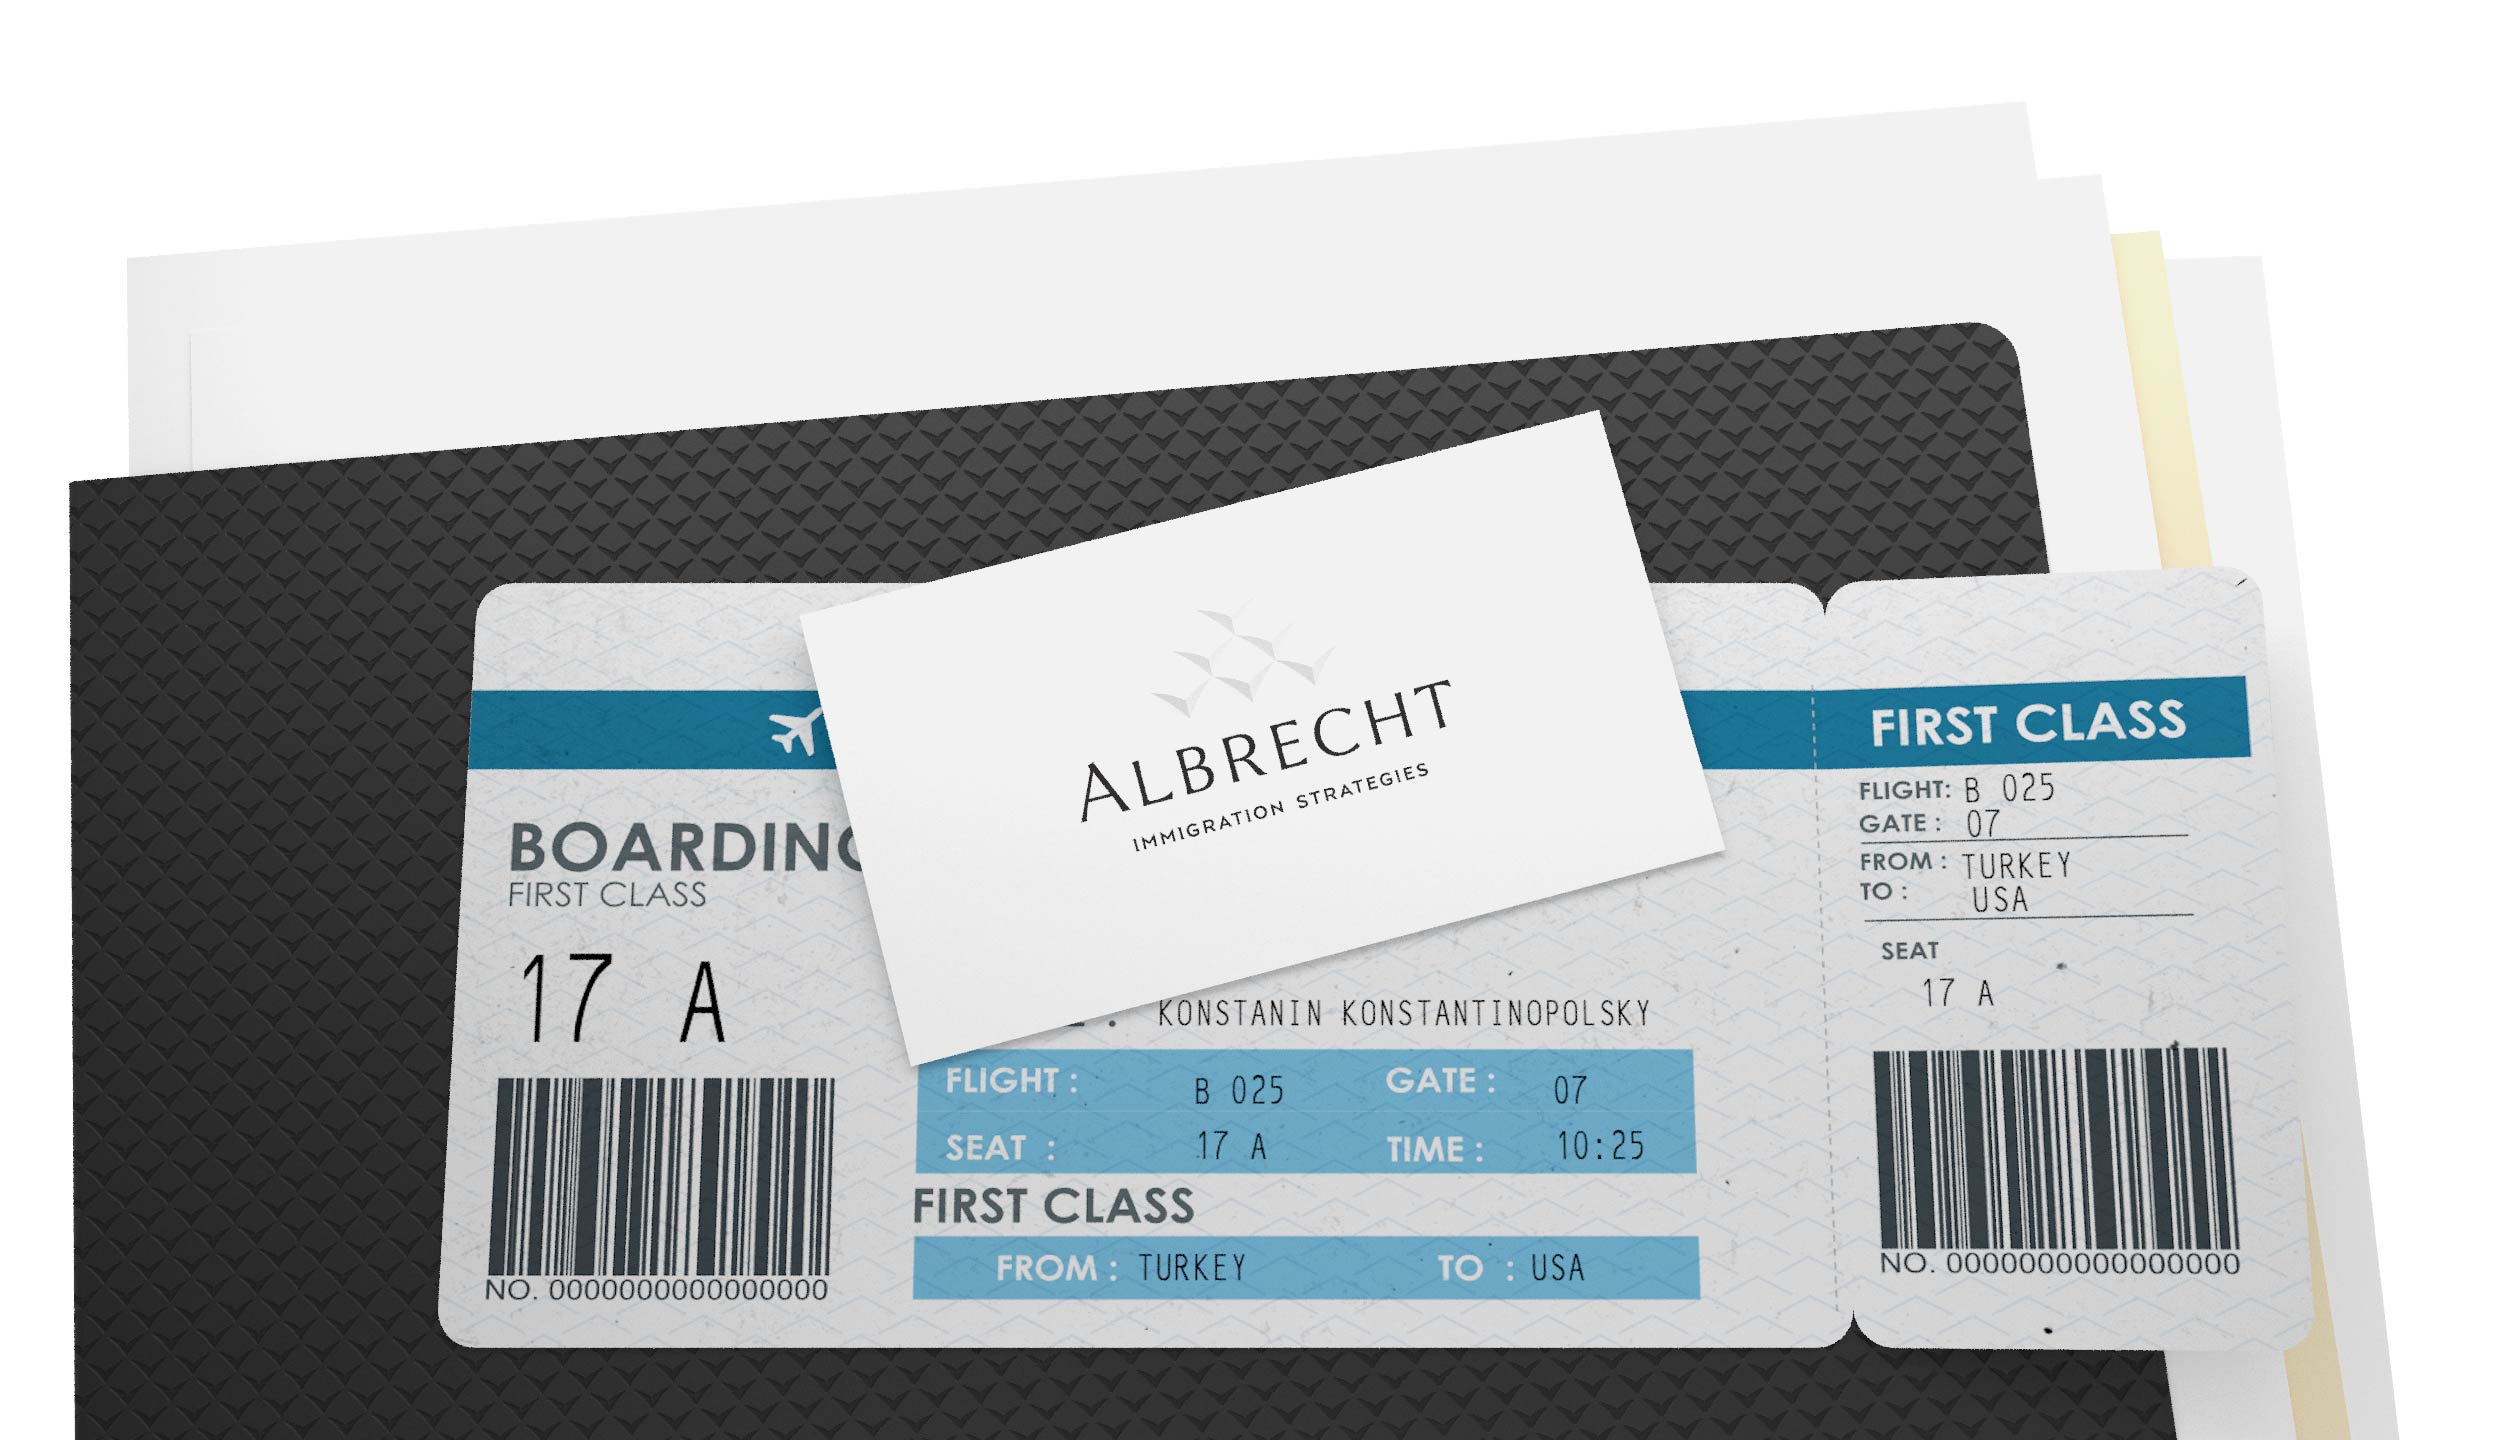 ALBRECHT
IMMIGRATION STRATEGIES
BOARDING
FIRST CLASS
17 A
NO. 0000000000000000
KONSTANIN KONSTANTINOPOLSKY
FLIGHT : B 025 GATE : 07
SEAT : 17 A TIME : 10:25
FIRST CLASS
FROM : TURKEY TO : USA
FIRST CLASS
FLIGHT: B 025
GATE : 07
FROM : TURKEY
TO : USA
SEAT
17 A
NO. 0000000000000000